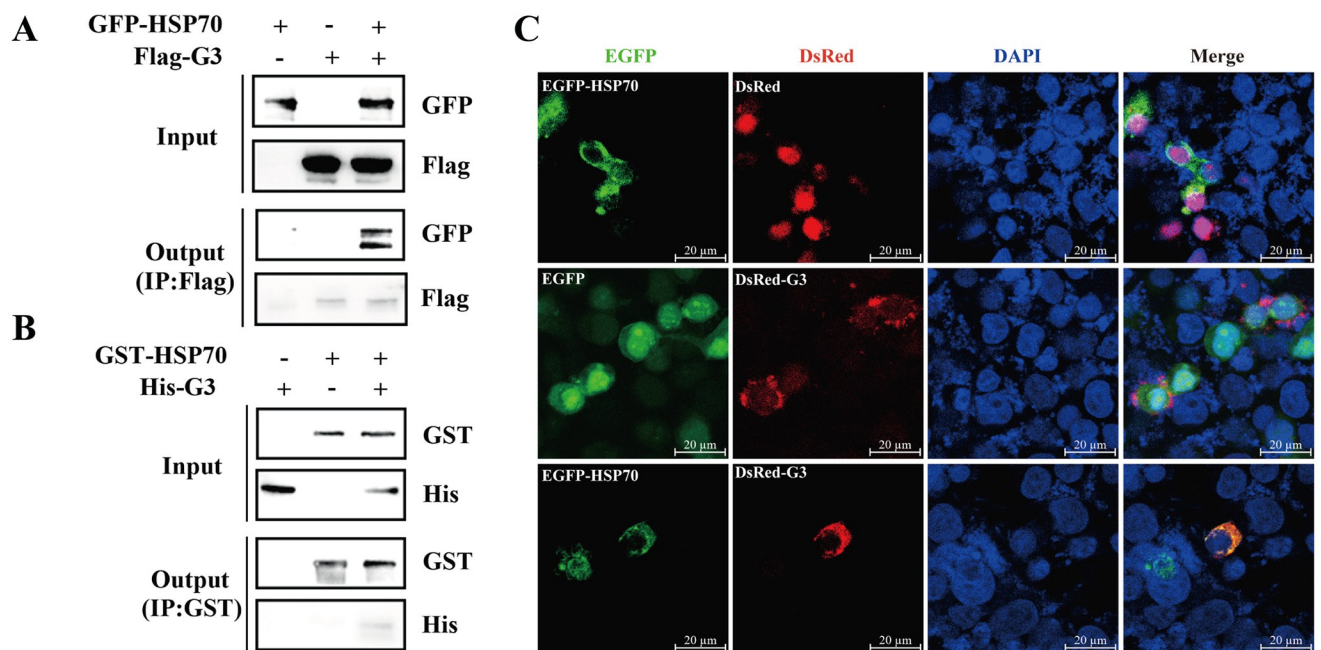 A
GFP-HSP70 + - +
Flag-G3 - + +
Input
GFP
Flag
Output
(IP:Flag)
GFP
Flag
B
GST-HSP70 - + +
His-G3 + - +
Input
GST
His
Output
(IP:GST)
GST
His
C
EGFP DsRed DAPI Merge
EGFP-HSP70 DsRed
20 μm 20 μm 20 μm 20 μm
EGFP DsRed-G3
20 μm 20 μm 20 μm 20 μm
EGFP-HSP70 DsRed-G3
20 μm 20 μm 20 μm 20 μm